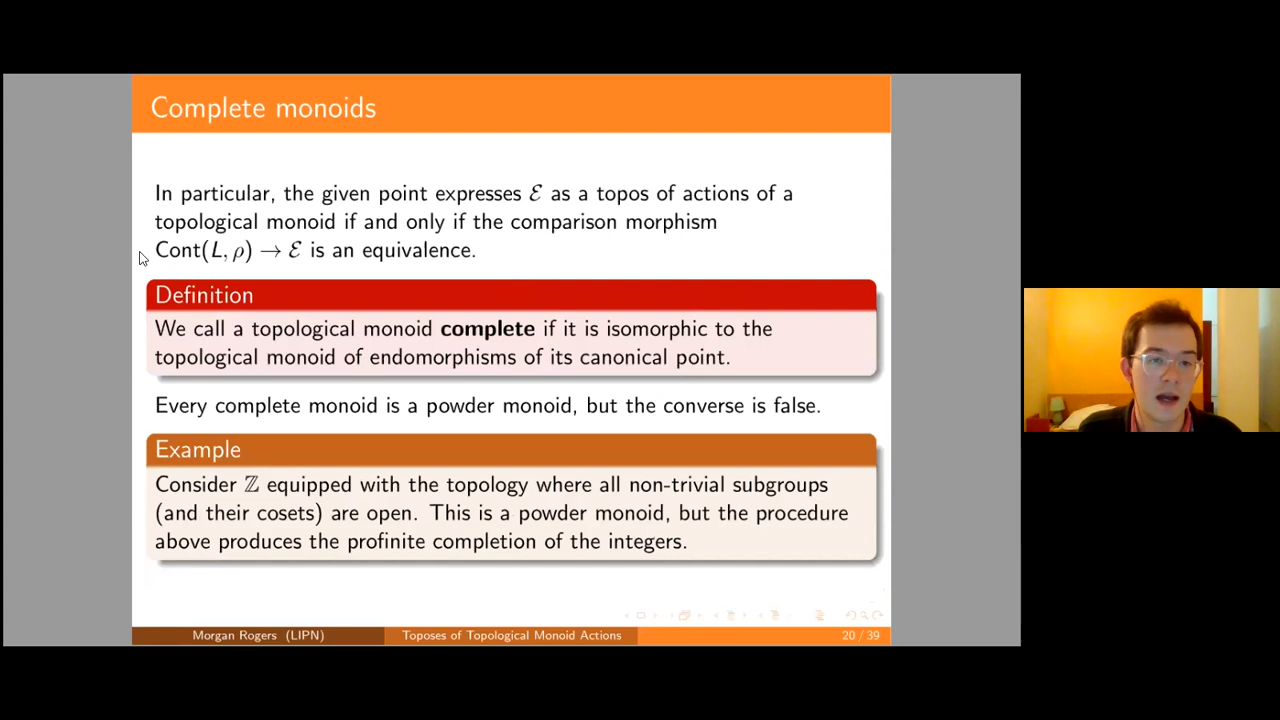 Complete monoids
In particular, the given point expresses ℰ as a topos of actions of a
topological monoid if and only if the comparison morphism
Cont(L, ρ) → ℰ is an equivalence.
Definition
We call a topological monoid complete if it is isomorphic to the
topological monoid of endomorphisms of its canonical point.
Every complete monoid is a powder monoid, but the converse is false.
Example
Consider ℤ equipped with the topology where all non-trivial subgroups
(and their cosets) are open. This is a powder monoid, but the procedure
above produces the profinite completion of the integers.
Morgan Rogers (LIPN) Toposes of Topological Monoid Actions 20 / 39